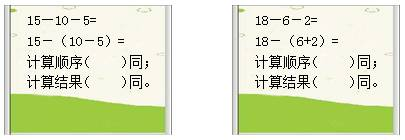 15－10－5=
15－（10－5）=
计算顺序(　　)同；
计算结果(　　)同。
18－6－2=
18－（6+2）=
计算顺序(　　)同；
计算结果(　　)同。